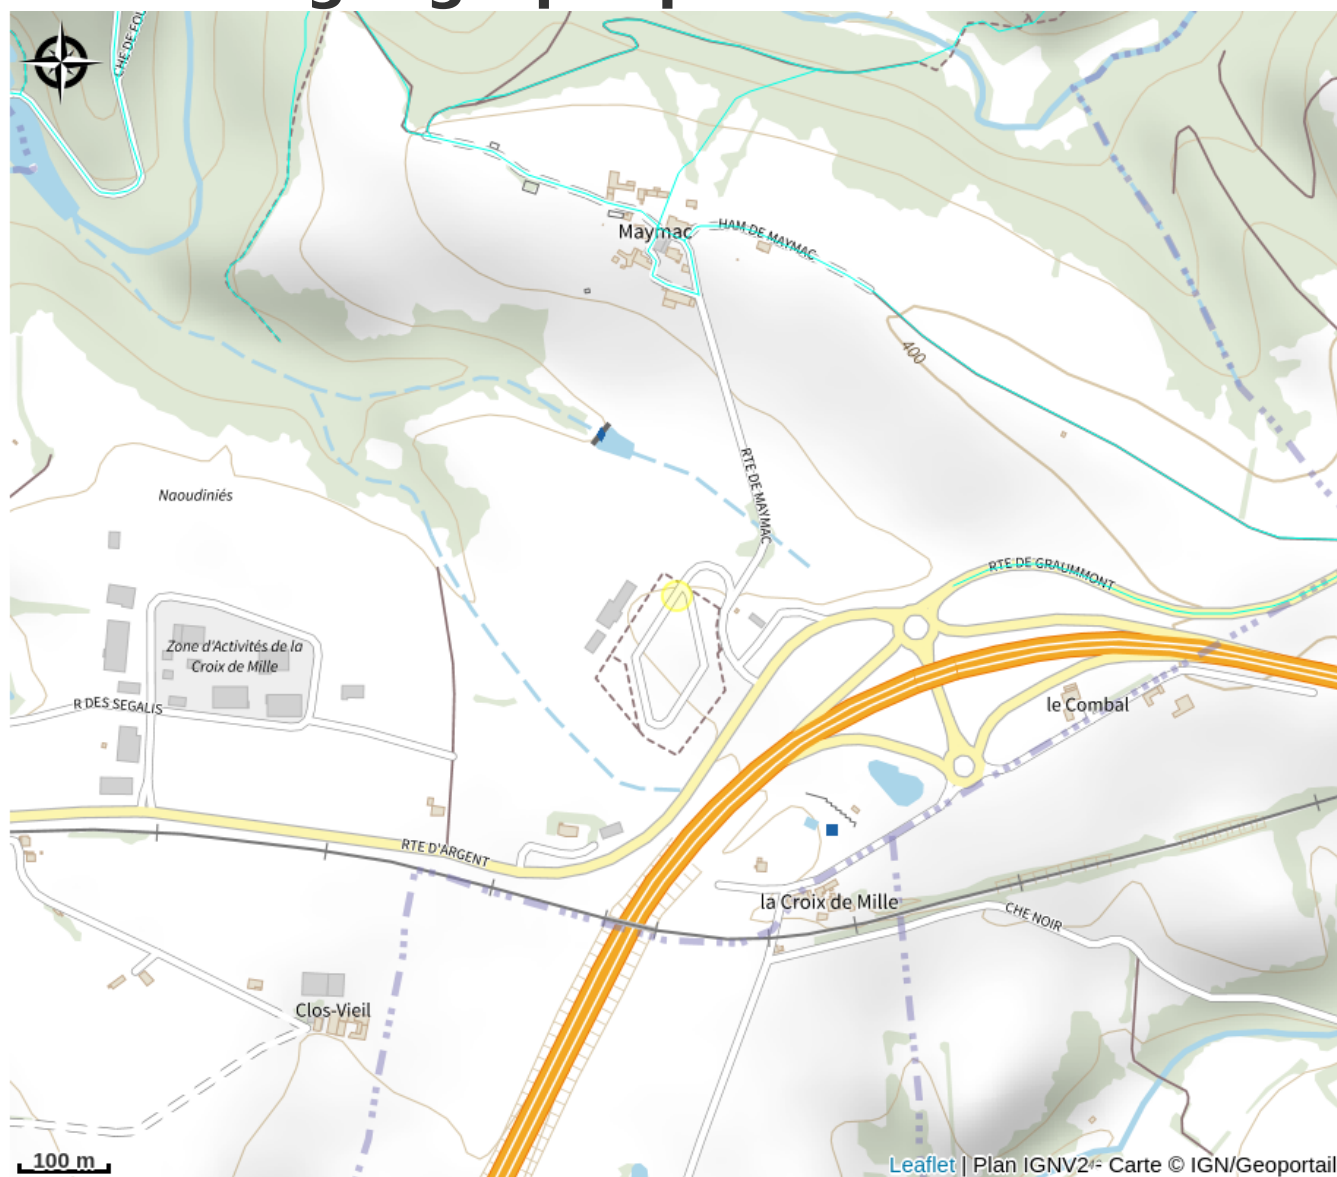 CHE DE FOU
Maymac
HAM DE MAYMAC
400
RTE DE MAYMAC
Naoudiniés
RTE DE GRAUMMONT
Zone d'Activités de la
Croix de Mille
R DES SEGALIS
le Combal
RTE D'ARGENT
la Croix de Mille
CHE NOIR
Clos-Vieil
100 m
Leaflet | Plan IGNV2 - Carte © IGN/Geoportail